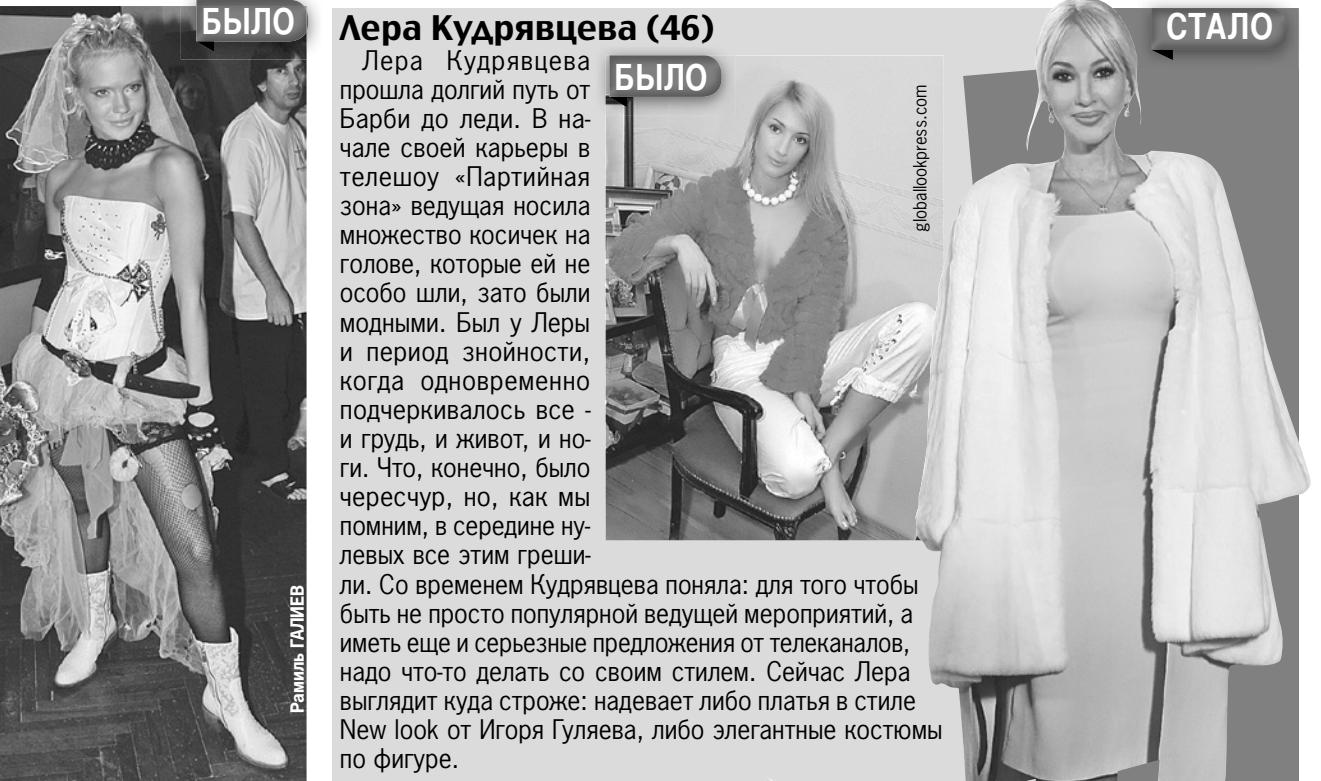 БЫЛО
Рамиль ГАЛИЕВ
Лера Кудрявцева (46)
Лера Кудрявцева
прошла долгий путь от
Барби до леди. В на-
чале своей карьеры в
телешоу «Партийная
зона» ведущая носила
множество косичек на
голове, которые ей не
особо шли, зато были
модными. Был у Леры
и период знойности,
когда одновременно
подчеркивалось все -
и грудь, и живот, и но-
ги. Что, конечно, было
чересчур, но, как мы
помним, в середине ну-
левых все этим греши-
ли. Со временем Кудрявцева поняла: для того чтобы
быть не просто популярной ведущей мероприятий, а
иметь еще и серьезные предложения от телеканалов,
надо что-то делать со своим стилем. Сейчас Лера
выглядит куда строже: надевает либо платья в стиле
New look от Игоря Гуляева, либо элегантные костюмы
по фигуре.
БЫЛО
globallookpress.com
СТАЛО